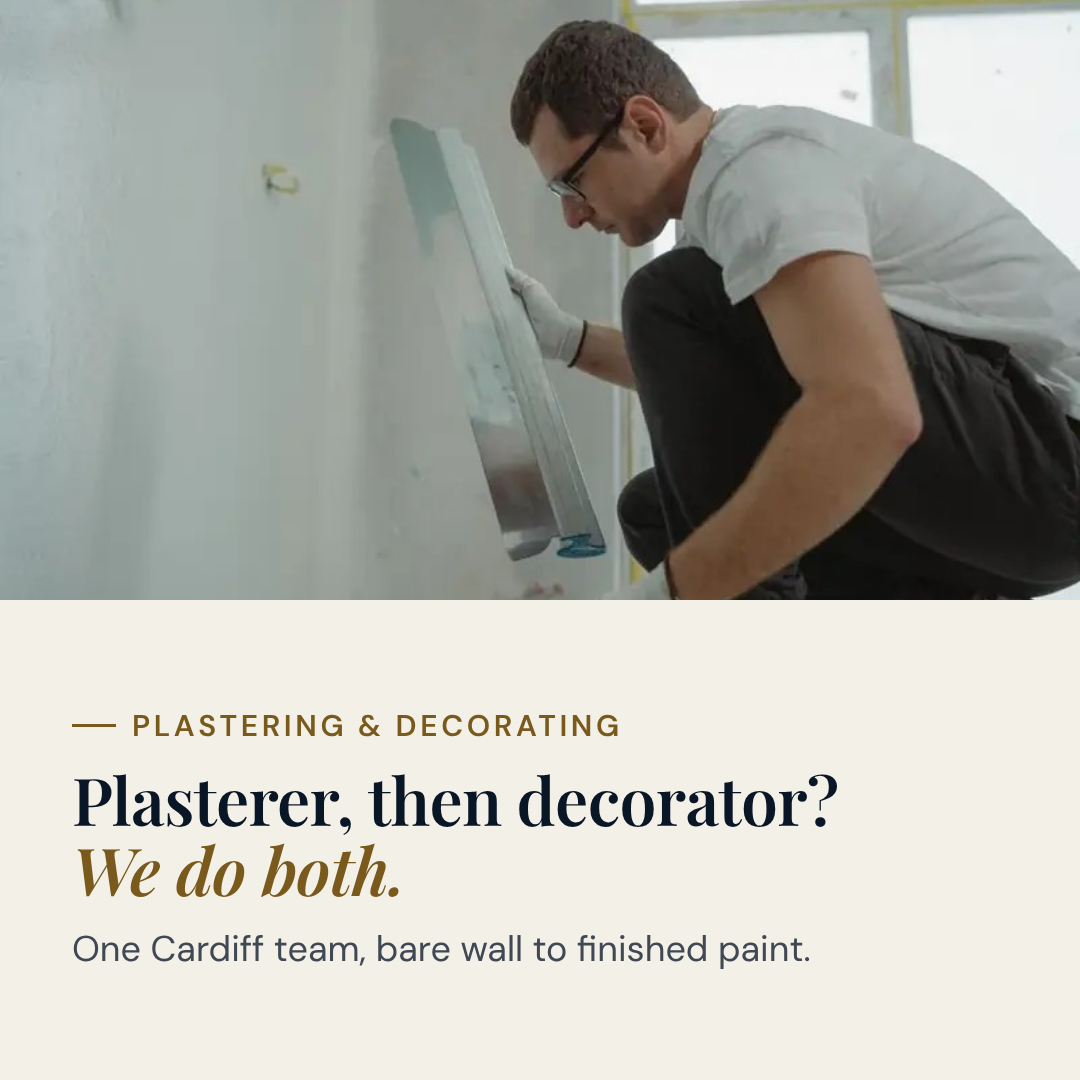 PLASTERING & DECORATING
Plasterer, then decorator?
We do both.
One Cardiff team, bare wall to finished paint.